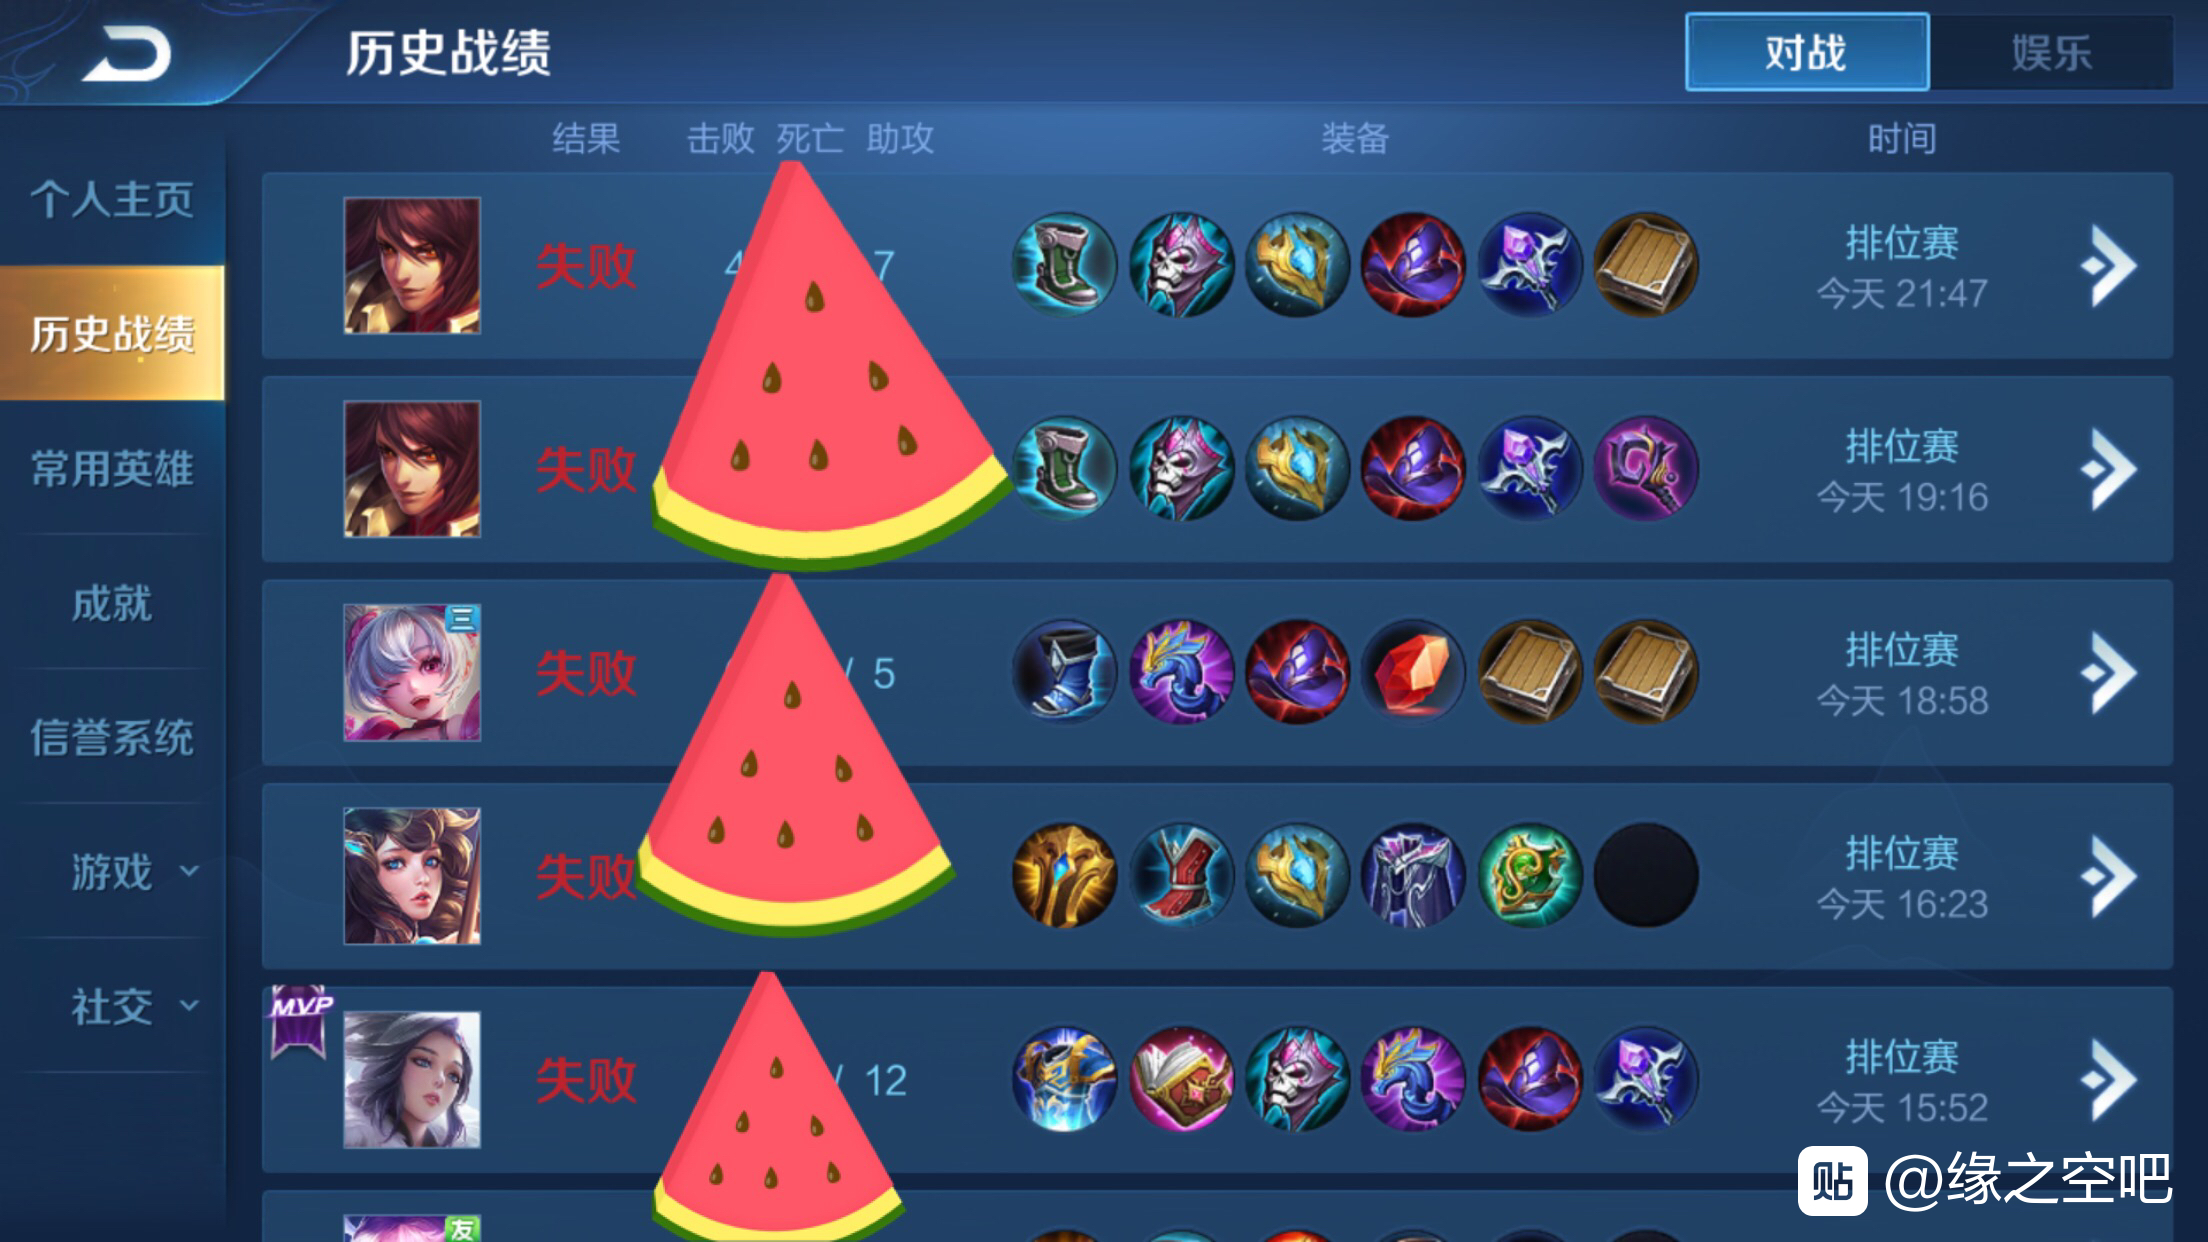 历史战绩
对战 娱乐
结果 击败 死亡 助攻 装备 时间
个人主页
历史战绩
常用英雄
成就
信誉系统
游戏
社交
失败 4 7 排位赛
今天 21:47
失败 排位赛
今天 19:16
三
失败 / 5 排位赛
今天 18:58
失败 排位赛
今天 16:23
MVP
失败 / 12 排位赛
今天 15:52
友
贴 @缘之空吧